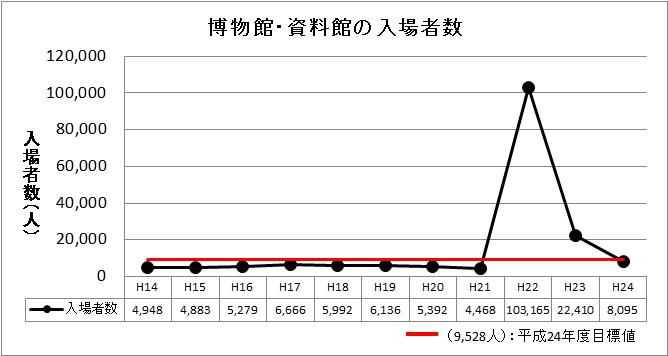 博物館・資料館の入場者数
入場者数(人)
120,000
100,000
80,000
60,000
40,000
20,000
0
H14 H15 H16 H17 H18 H19 H20 H21 H22 H23 H24
入場者数 4,948 4,883 5,279 6,666 5,992 6,136 5,392 4,468 103,165 22,410 8,095
(9,528人):平成24年度目標値